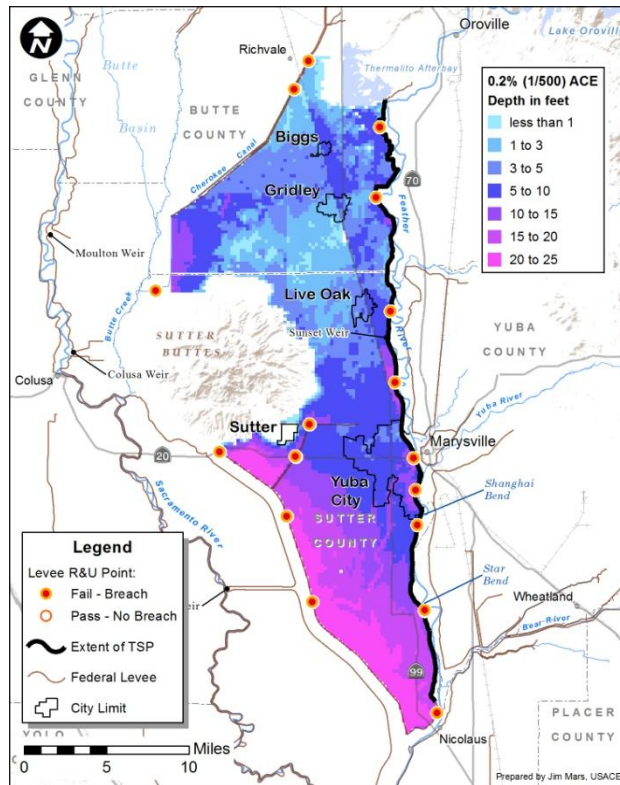 N
Oroville
Lake Oroville
Richvale
Thermalito Afterbay
GLENN
COUNTY
Butte
Basin
BUTTE
COUNTY
Cherokee Canal
Biggs
Gridley
Feather
River
70
0.2% (1/500) ACE
Depth in feet
less than 1
1 to 3
3 to 5
5 to 10
10 to 15
15 to 20
20 to 25
Moulton Weir
Butte Creek
Live Oak
Sunset Weir
SUTTER
BUTTES
YUBA
COUNTY
Colusa Weir
Colusa
Yuba River
Sutter
20
Marysville
Yuba
City
Shanghai
Bend
SUTTER
COUNTY
Sacramento River
Star
Bend
Wheatland
Bear River
99
PLACER
COUNTY
Nicolaus
Legend
Levee R&U Point:
Fail - Breach
Pass - No Breach
Extent of TSP
Federal Levee
City Limit
YOLO
0 5 10 Miles
Prepared by Jim Mars, USACE